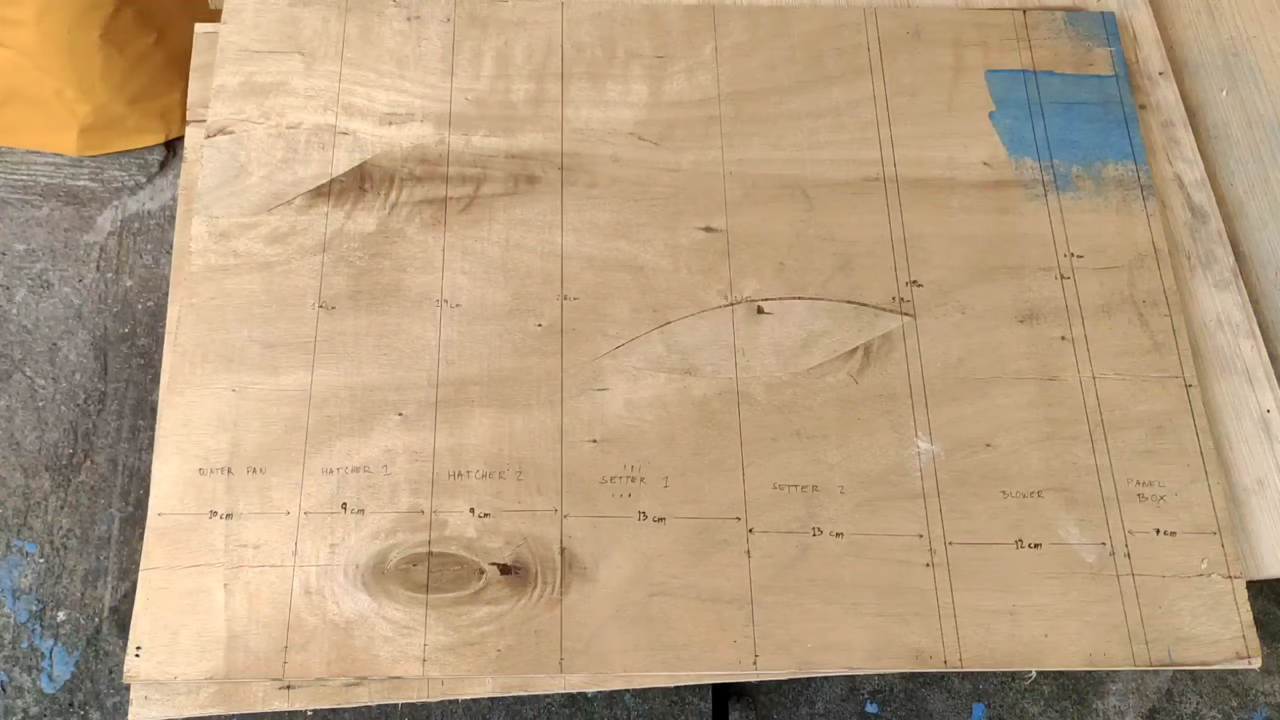 WATER PAN
10 cm
HATCHER 1
9 cm
HATCHER 2
9 cm
SETTER 1
13 cm
SETTER 2
13 cm
BLOWER
12 cm
PANEL
BOX
7 cm